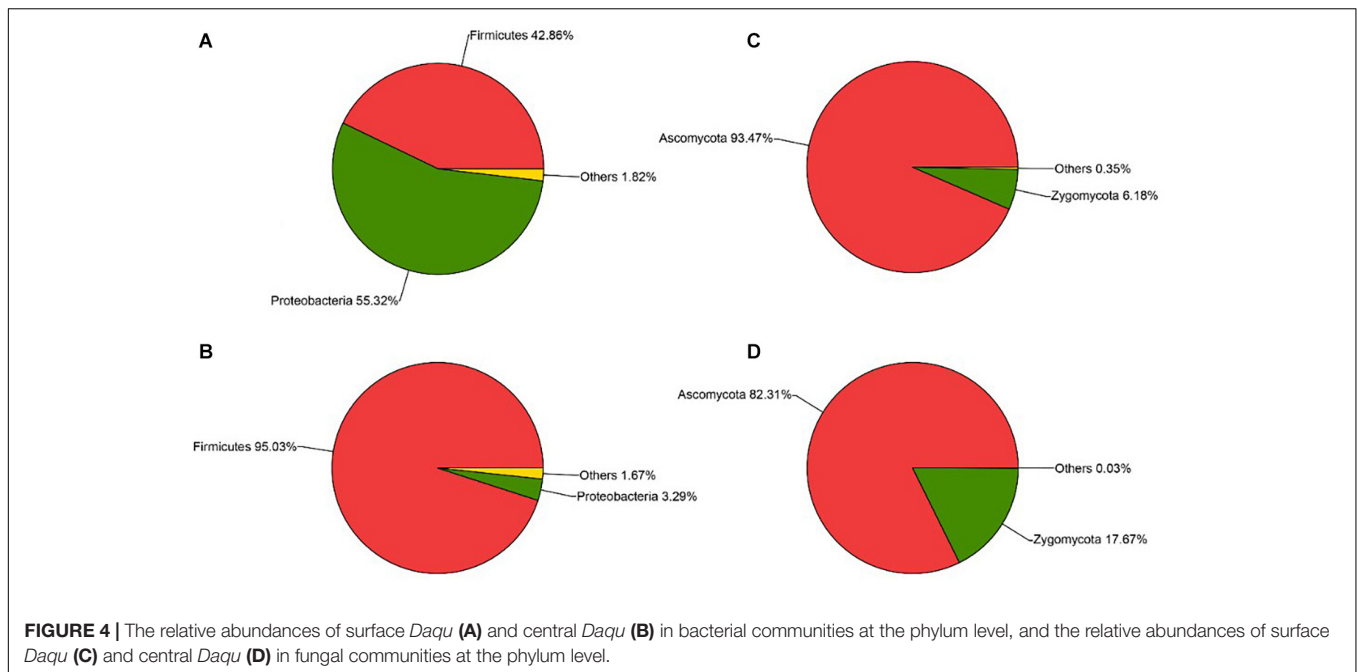 A
Firmicutes 42.86%
Others 1.82%
Proteobacteria 55.32%
C
Ascomycota 93.47%
Others 0.35%
Zygomycota 6.18%
B
Firmicutes 95.03%
Others 1.67%
Proteobacteria 3.29%
D
Ascomycota 82.31%
Others 0.03%
Zygomycota 17.67%
FIGURE 4 | The relative abundances of surface Daqu (A) and central Daqu (B) in bacterial communities at the phylum level, and the relative abundances of surface
Daqu (C) and central Daqu (D) in fungal communities at the phylum level.